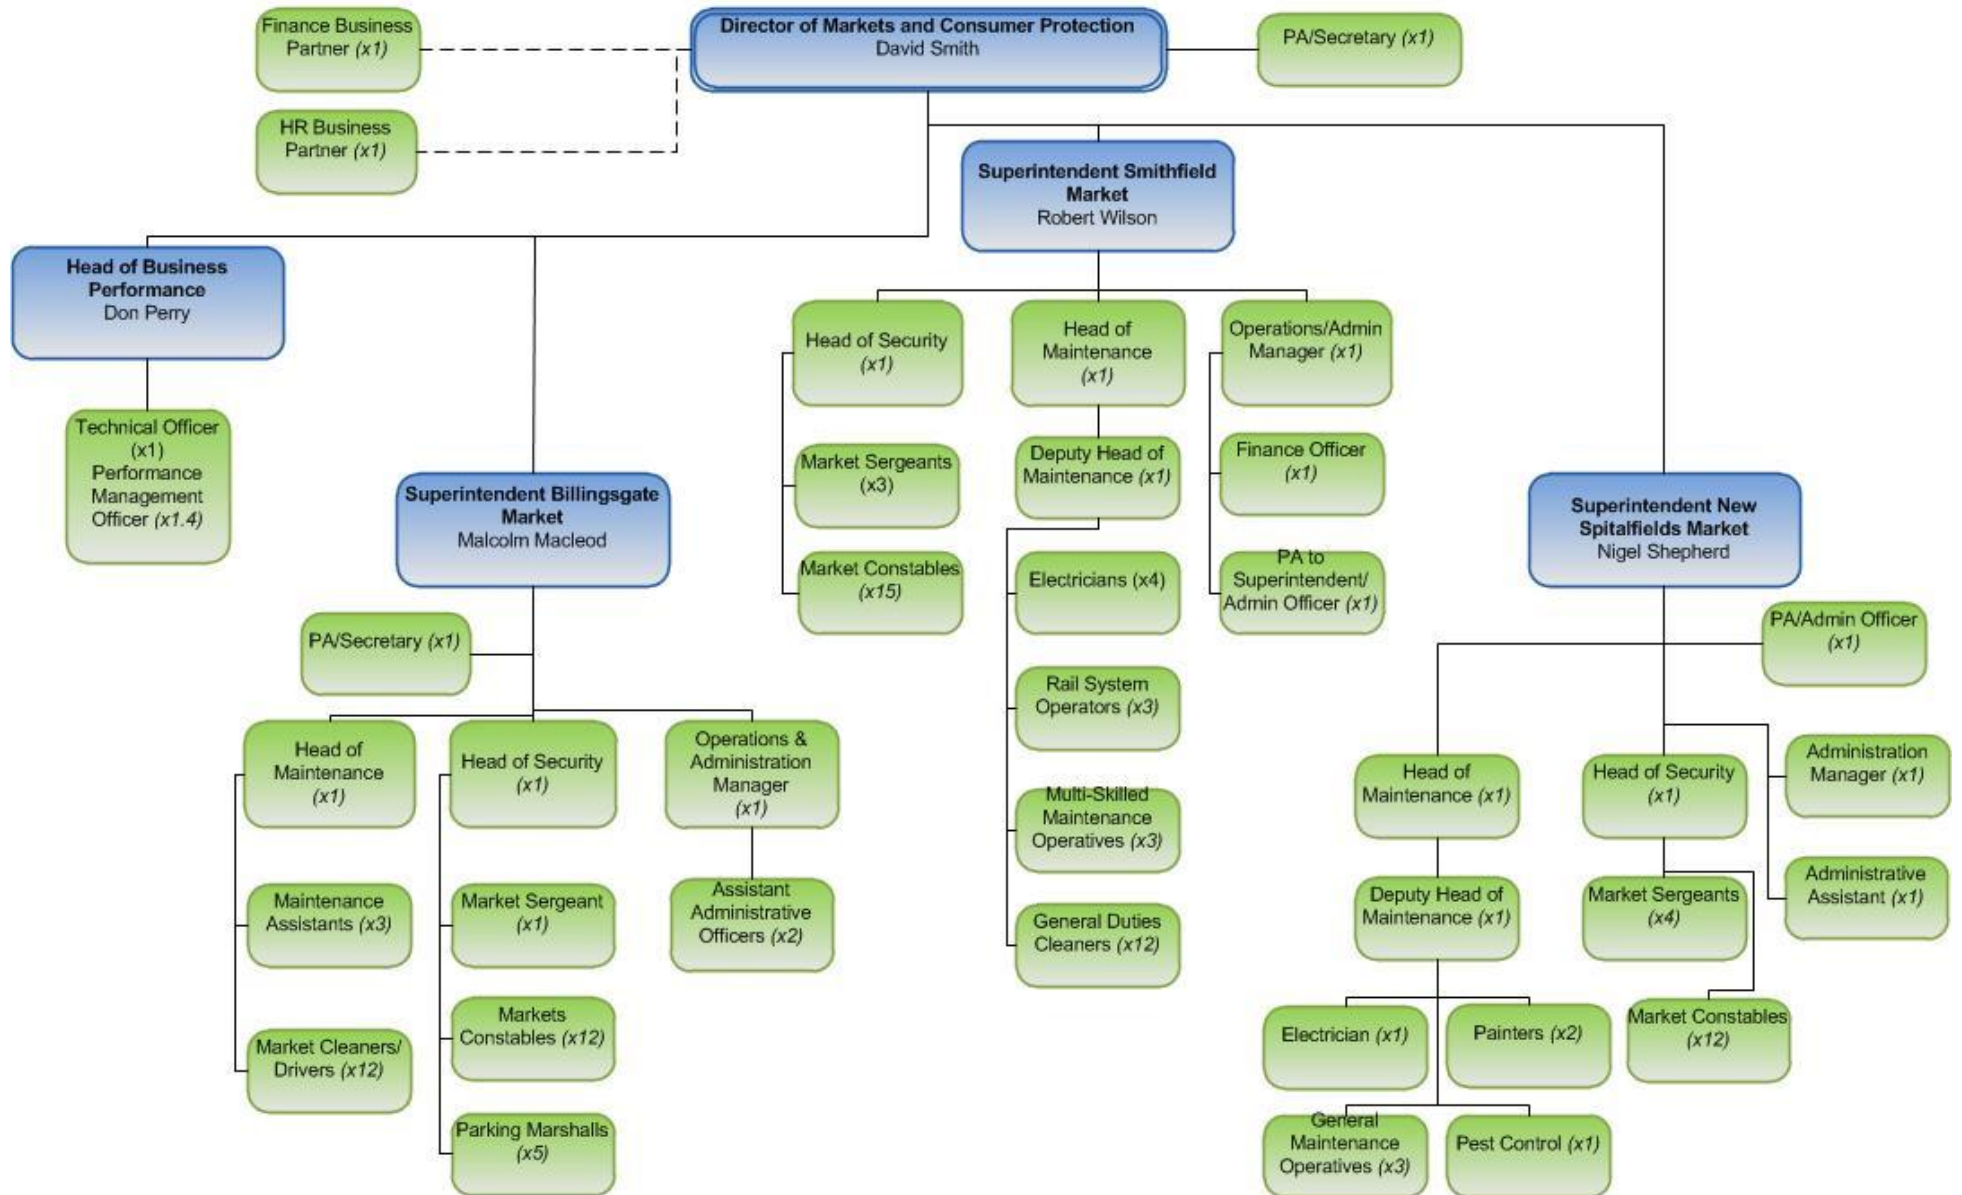 Finance Business
Partner (x1)
Director of Markets and Consumer Protection
David Smith
PA/Secretary (x1)
HR Business
Partner (x1)
Superintendent Smithfield
Market
Robert Wilson
Head of Business
Performance
Don Perry
Technical Officer
(x1)
Performance
Management
Officer (x1.4)
Superintendent Billingsgate
Market
Malcolm Macleod
PA/Secretary (x1)
Head of
Maintenance
(x1)
Maintenance
Assistants (x3)
Market Cleaners/
Drivers (x12)
Head of Security
(x1)
Market Sergeant
(x1)
Markets
Constables (x12)
Parking Marshalls
(x5)
Operations &
Administration
Manager
(x1)
Assistant
Administrative
Officers (x2)
Head of Security
(x1)
Market Sergeants
(x3)
Market Constables
(x15)
Head of
Maintenance
(x1)
Deputy Head of
Maintenance (x1)
Electricians (x4)
Rail System
Operators (x3)
Multi-Skilled
Maintenance
Operatives (x3)
General Duties
Cleaners (x12)
Operations/Admin
Manager (x1)
Finance Officer
(x1)
PA to
Superintendent/
Admin Officer (x1)
Superintendent New
Spitalfields Market
Nigel Shepherd
PA/Admin Officer
(x1)
Head of
Maintenance (x1)
Deputy Head of
Maintenance (x1)
Electrician (x1)
Painters (x2)
General
Maintenance
Operatives (x3)
Pest Control (x1)
Head of Security
(x1)
Market Sergeants
(x4)
Market Constables
(x12)
Administration
Manager (x1)
Administrative
Assistant (x1)